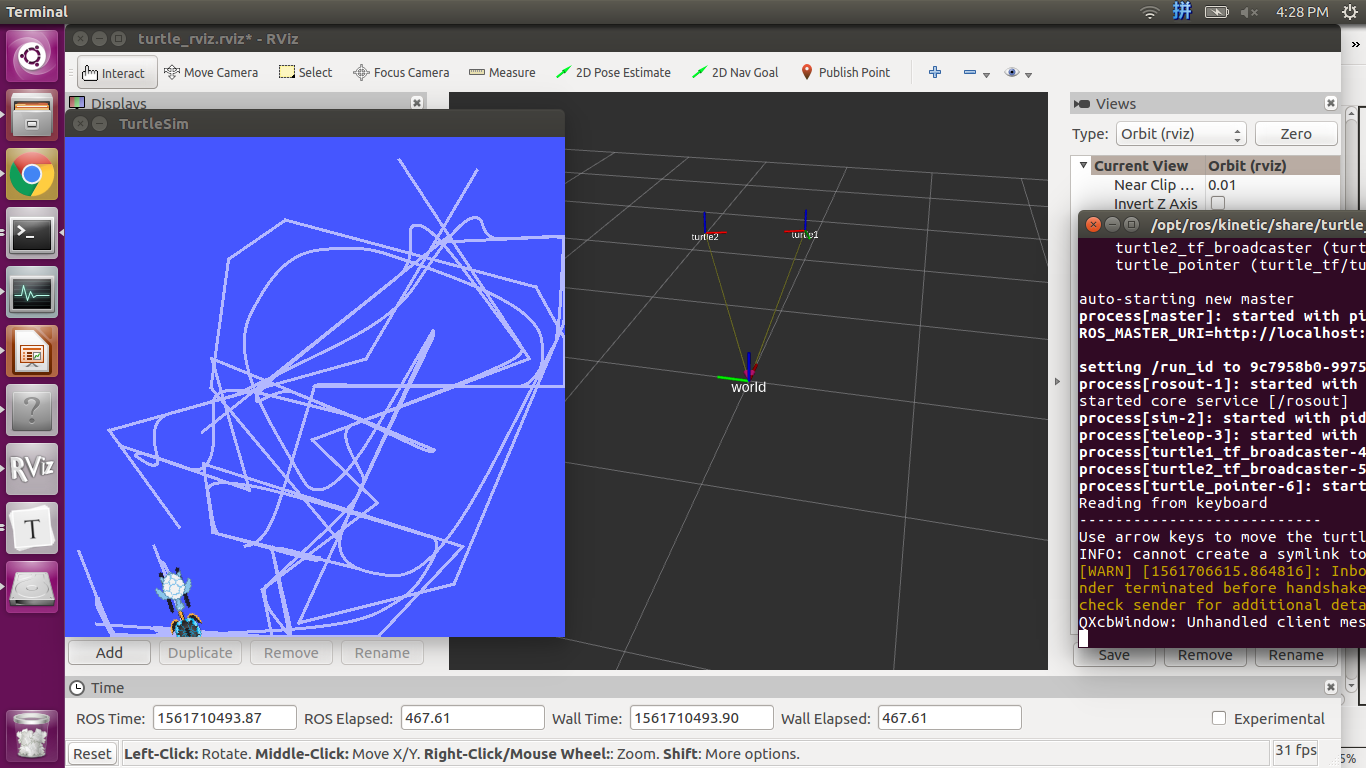 Terminal
拼
4:28 PM
turtle_rviz.rviz* - RViz
Interact
Move Camera
Select
Focus Camera
Measure
2D Pose Estimate
2D Nav Goal
Publish Point
»
Displays
Views
TurtleSim
Type: Orbit (rviz) Zero
Current View Orbit (rviz)
Near Clip ... 0.01
Invert Z Axis
turtle2
turtle1
world
/opt/ros/kinetic/share/turtle_
turtle2_tf_broadcaster (turt
turtle_pointer (turtle_tf/tu
auto-starting new master
process[master]: started with pi
ROS_MASTER_URI=http://localhost:
setting /run_id to 9c7958b0-9975
process[rosout-1]: started with
started core service [/rosout]
process[sim-2]: started with pid
process[teleop-3]: started with
process[turtle1_tf_broadcaster-4
process[turtle2_tf_broadcaster-5
process[turtle_pointer-6]: start
Reading from keyboard
---------------------------
Use arrow keys to move the turtl
INFO: cannot create a symlink to
[WARN] [1561706615.864816]: Inbo
nder terminated before handshake
check sender for additional deta
QXcbWindow: Unhandled client mes
RViz
T
Add Duplicate Remove Rename
Save Remove Rename
Time
ROS Time: 1561710493.87 ROS Elapsed: 467.61 Wall Time: 1561710493.90 Wall Elapsed: 467.61 Experimental
Reset Left-Click: Rotate. Middle-Click: Move X/Y. Right-Click/Mouse Wheel:: Zoom. Shift: More options. 31 fps
5%